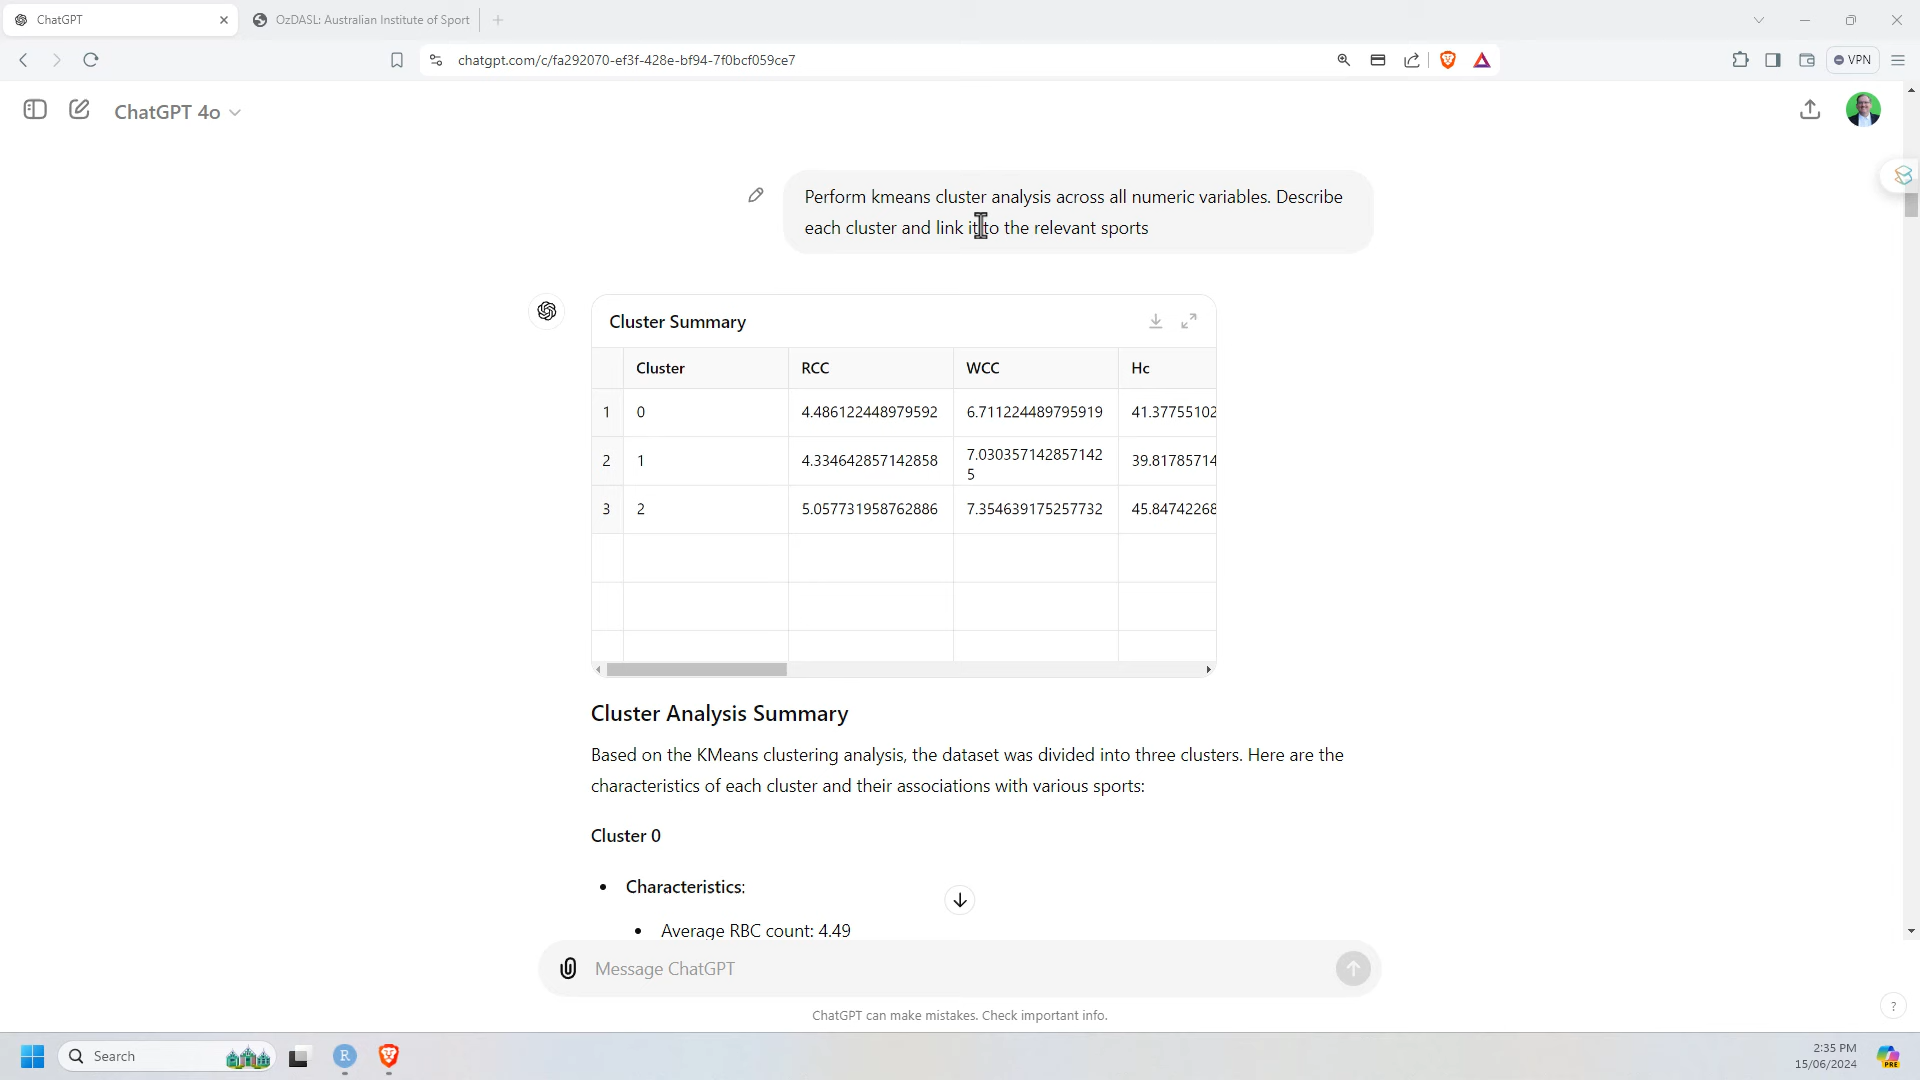 ChatGPT
OzDASL: Australian Institute of Sport
chatgpt.com/c/fa292070-ef3f-428e-bf94-7f0bcf059ce7
VPN
ChatGPT 4o
Perform kmeans cluster analysis across all numeric variables. Describe
each cluster and link it to the relevant sports
Cluster Summary
Cluster RCC WCC Hc
1 0 4.486122448979592 6.711224489795919 41.37755102
2 1 4.334642857142858 7.030357142857142
5 39.81785714
3 2 5.057731958762886 7.354639175257732 45.84742268
Cluster Analysis Summary
Based on the KMeans clustering analysis, the dataset was divided into three clusters. Here are the
characteristics of each cluster and their associations with various sports:
Cluster 0
• Characteristics:
• Average RBC count: 4.49
Message ChatGPT
ChatGPT can make mistakes. Check important info.
?
Search
R
2:35 PM
15/06/2024
PRE